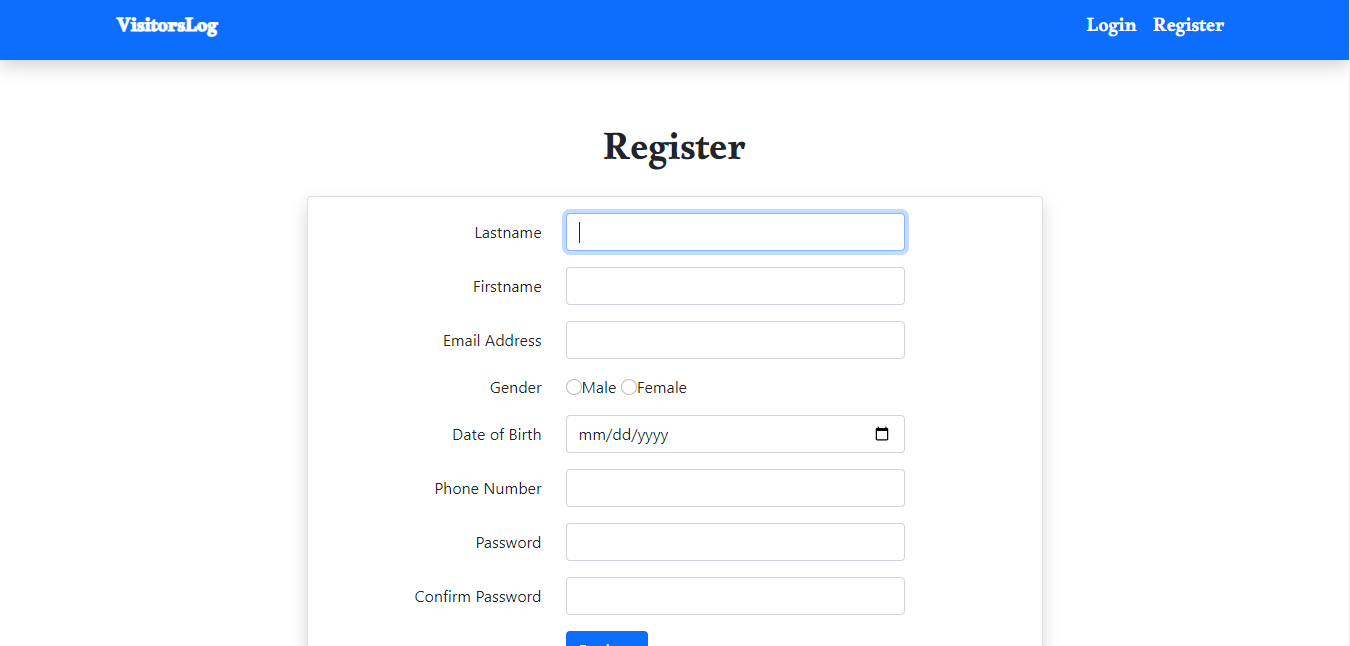 VisitorsLog Login Register
Register
Lastname
Firstname
Email Address
Gender Male Female
Date of Birth mm/dd/yyyy
Phone Number
Password
Confirm Password